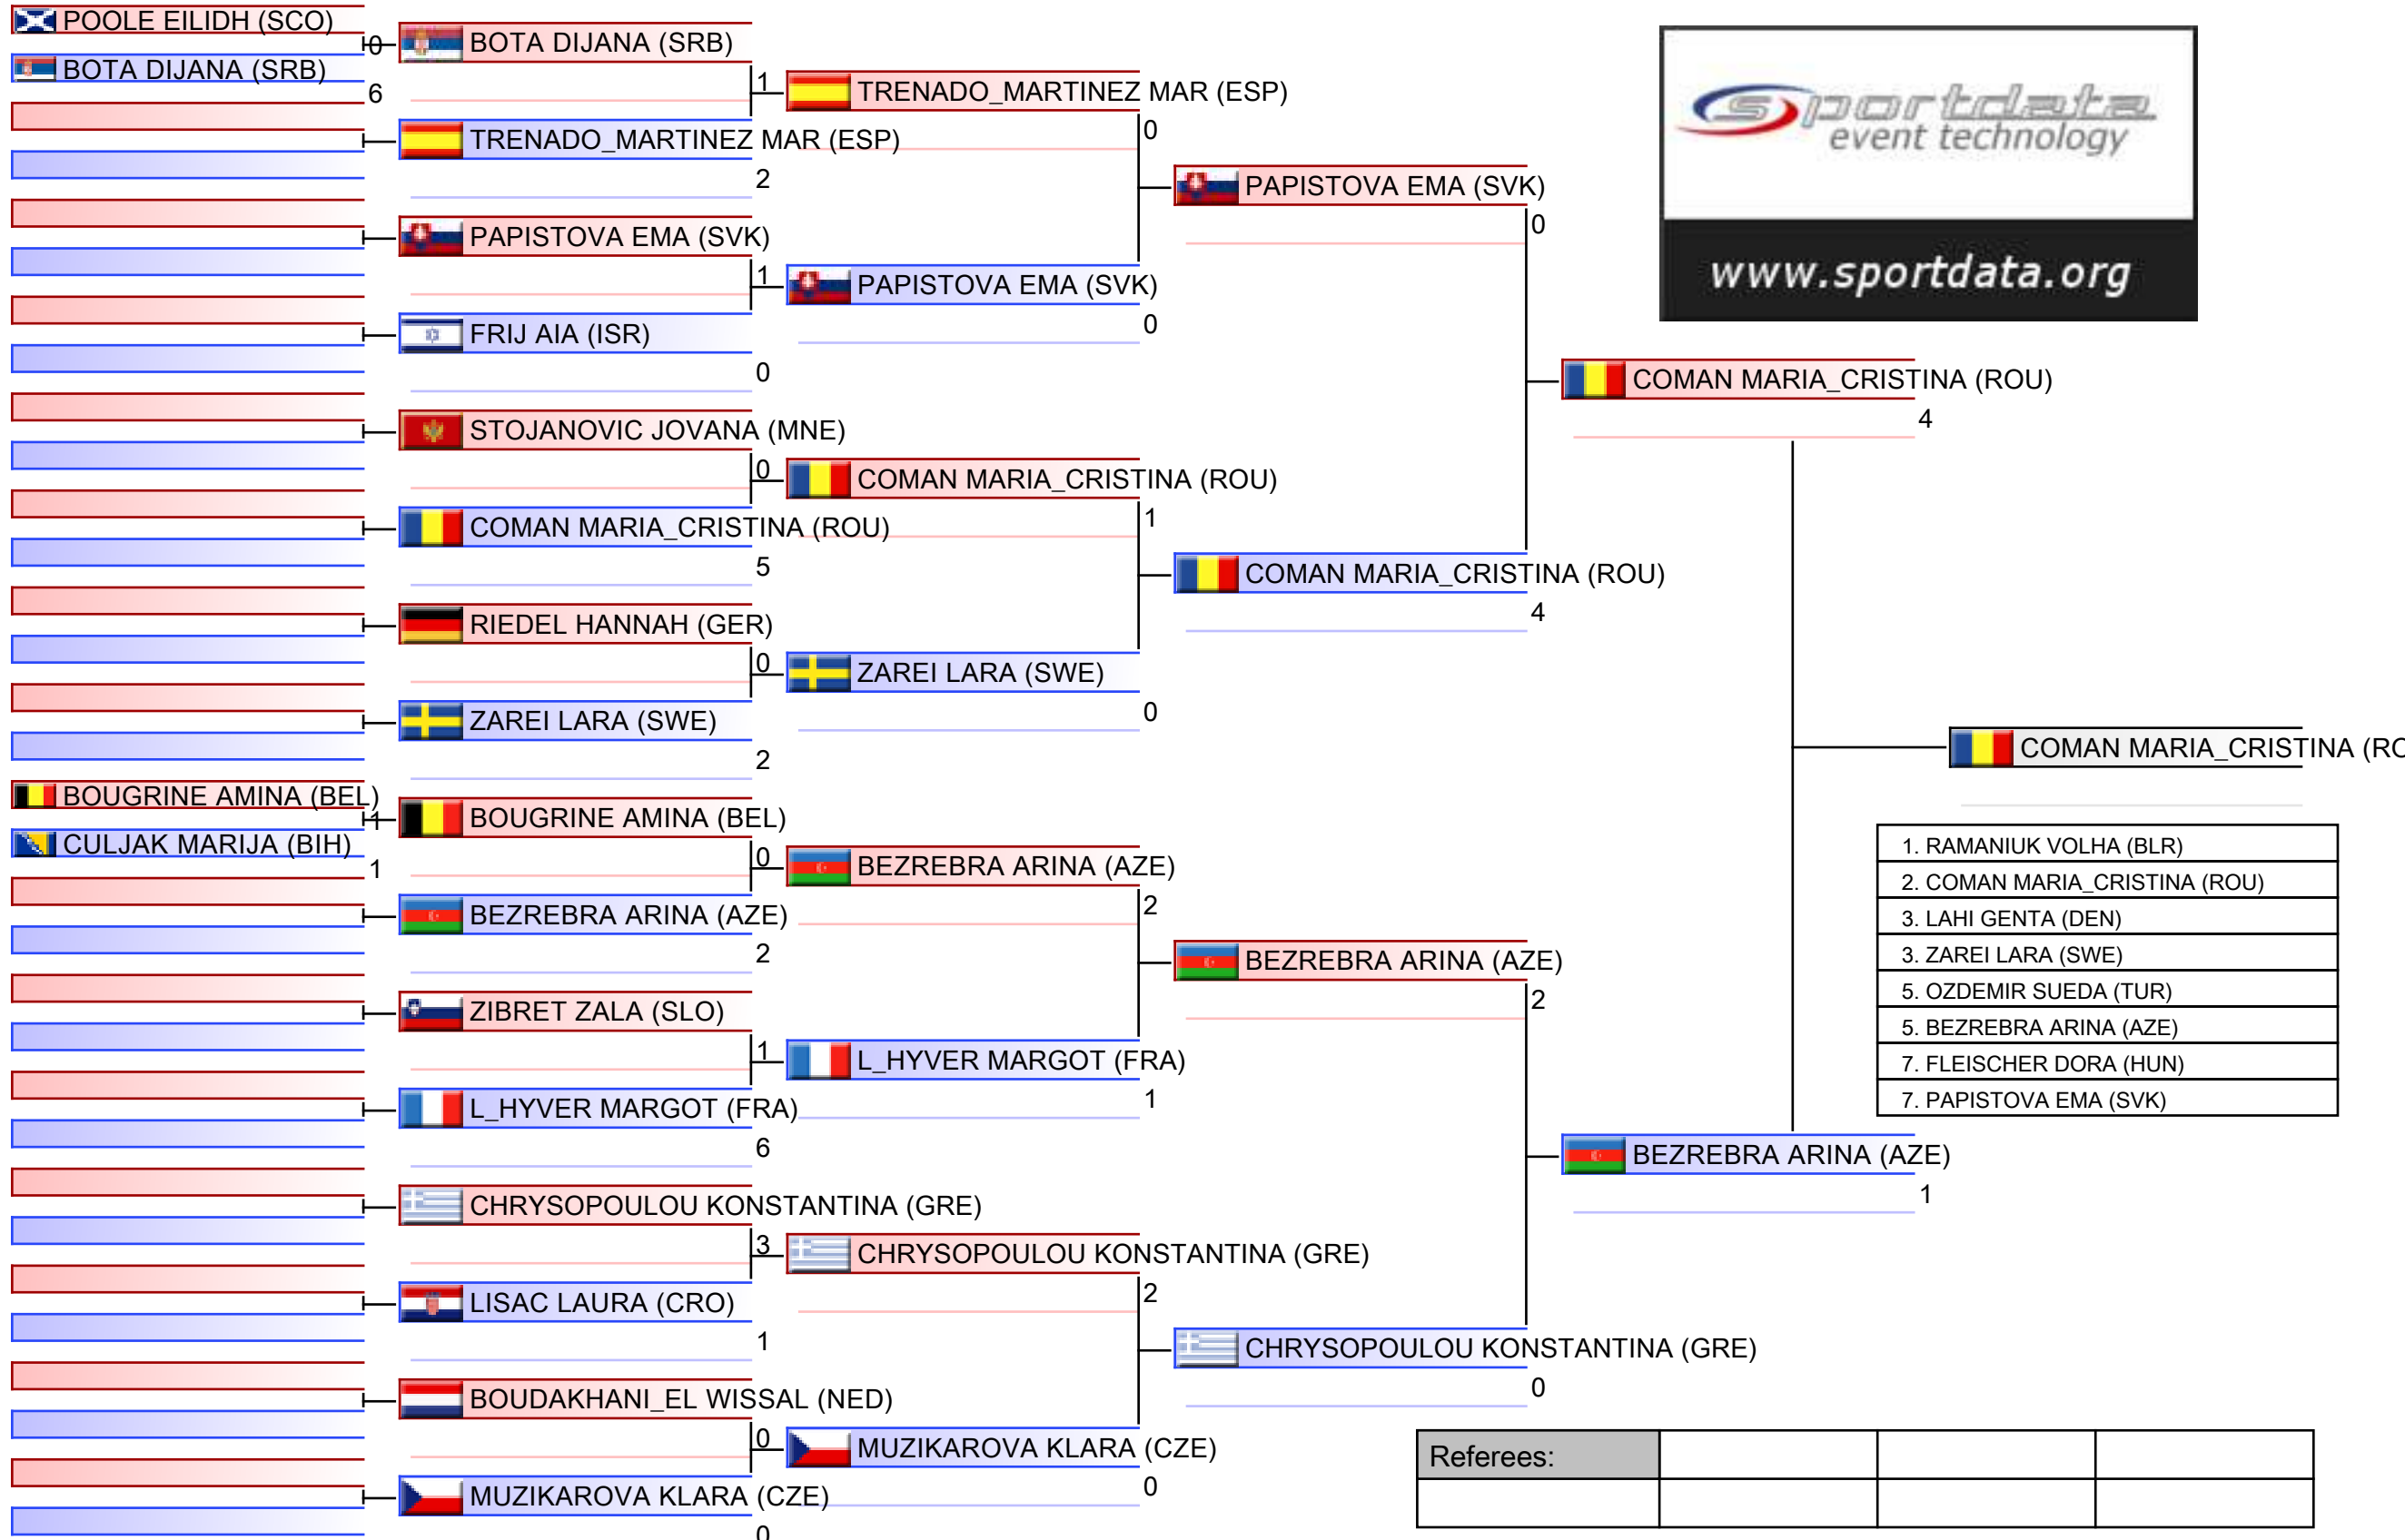 POOLE EILIDH (SCO)
0
BOTA DIJANA (SRB)
6
BOUGRINE AMINA (BEL)
1
CULJAK MARIJA (BIH)
1
BOTA DIJANA (SRB)
1
TRENADO_MARTINEZ MAR (ESP)
2
PAPISTOVA EMA (SVK)
1
FRIJ AIA (ISR)
0
STOJANOVIC JOVANA (MNE)
0
COMAN MARIA_CRISTINA (ROU)
5
RIEDEL HANNAH (GER)
0
ZAREI LARA (SWE)
2
BOUGRINE AMINA (BEL)
0
BEZREBRA ARINA (AZE)
2
ZIBRET ZALA (SLO)
1
L_HYVER MARGOT (FRA)
6
CHRYSOPOULOU KONSTANTINA (GRE)
3
LISAC LAURA (CRO)
1
BOUDAKHANI_EL WISSAL (NED)
0
MUZIKAROVA KLARA (CZE)
0
TRENADO_MARTINEZ MAR (ESP)
0
PAPISTOVA EMA (SVK)
0
COMAN MARIA_CRISTINA (ROU)
1
ZAREI LARA (SWE)
0
BEZREBRA ARINA (AZE)
2
L_HYVER MARGOT (FRA)
1
CHRYSOPOULOU KONSTANTINA (GRE)
2
MUZIKAROVA KLARA (CZE)
0
PAPISTOVA EMA (SVK)
0
COMAN MARIA_CRISTINA (ROU)
4
BEZREBRA ARINA (AZE)
2
CHRYSOPOULOU KONSTANTINA (GRE)
0
COMAN MARIA_CRISTINA (ROU)
4
BEZREBRA ARINA (AZE)
1
COMAN MARIA_CRISTINA (RO
sportdata
event technology
www.sportdata.org
1. RAMANIUK VOLHA (BLR)
2. COMAN MARIA_CRISTINA (ROU)
3. LAHI GENTA (DEN)
3. ZAREI LARA (SWE)
5. OZDEMIR SUEDA (TUR)
5. BEZREBRA ARINA (AZE)
7. FLEISCHER DORA (HUN)
7. PAPISTOVA EMA (SVK)
Referees: